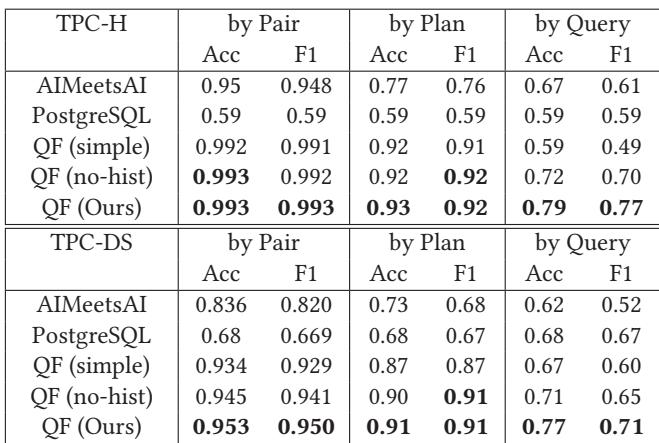 TPC-H by Pair by Plan by Query
Acc F1 Acc F1 Acc F1
AIMeetsAI 0.95 0.948 0.77 0.76 0.67 0.61
PostgreSQL 0.59 0.59 0.59 0.59 0.59 0.59
QF (simple) 0.992 0.991 0.92 0.91 0.59 0.49
QF (no-hist) 0.993 0.992 0.92 0.92 0.72 0.70
QF (Ours) 0.993 0.993 0.93 0.92 0.79 0.77
TPC-DS by Pair by Plan by Query
Acc F1 Acc F1 Acc F1
AIMeetsAI 0.836 0.820 0.73 0.68 0.62 0.52
PostgreSQL 0.68 0.669 0.68 0.67 0.68 0.67
QF (simple) 0.934 0.929 0.87 0.87 0.67 0.60
QF (no-hist) 0.945 0.941 0.90 0.91 0.71 0.65
QF (Ours) 0.953 0.950 0.91 0.91 0.77 0.71